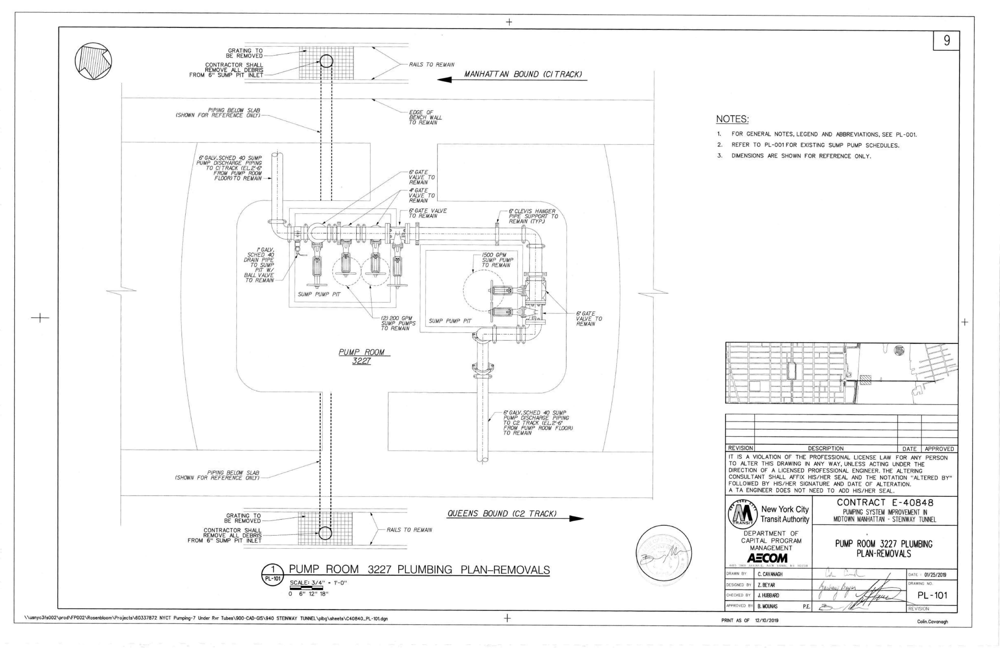 9
GRATING TO
BE REMOVED
CONTRACTOR SHALL
REMOVE ALL DEBRIS
FROM 6" SUMP PIT INLET
RAILS TO REMAIN
MANHATTAN BOUND (C1 TRACK)
PIPING BELOW SLAB
(SHOWN FOR REFERENCE ONLY)
EDGE OF
BENCH WALL
TO REMAIN
NOTES:
1. FOR GENERAL NOTES, LEGEND AND ABBREVIATIONS, SEE PL-001.
2. REFER TO PL-001 FOR EXISTING SUMP PUMP SCHEDULES.
3. DIMENSIONS ARE SHOWN FOR REFERENCE ONLY.
6" GALV. SCHED 40 SUMP
PUMP DISCHARGE PIPING
TO C1 TRACK (EL.2'-6"
FROM PUMP ROOM
FLOOR) TO REMAIN
6" GATE
VALVE TO
REMAIN
4" GATE
VALVE TO
REMAIN
6" GATE VALVE
TO REMAIN
6" CLEVIS HANGER
PIPE SUPPORT TO
REMAIN (TYP.)
1" GALV.
SCHED 40
DRAIN PIPE
TO SUMP
PIT W/
BALL VALVE
TO REMAIN
1500 GPM
SUMP PUMP
TO REMAIN
SUMP PUMP PIT
(2) 200 GPM
SUMP PUMPS
TO REMAIN
SUMP PUMP PIT
6" GATE
VALVE TO
REMAIN
PUMP ROOM
3227
6" GALV. SCHED 40 SUMP
PUMP DISCHARGE PIPING
TO C2 TRACK (EL.2'-6"
FROM PUMP ROOM FLOOR)
TO REMAIN
PIPING BELOW SLAB
(SHOWN FOR REFERENCE ONLY)
GRATING TO
BE REMOVED
CONTRACTOR SHALL
REMOVE ALL DEBRIS
FROM 6" SUMP PIT INLET
RAILS TO REMAIN
QUEENS BOUND (C2 TRACK)
1
PL-101
PUMP ROOM 3227 PLUMBING PLAN-REMOVALS
SCALE: 3/4" = 1'-0"
0 6" 12" 18"
REVISION DESCRIPTION DATE APPROVED
IT IS A VIOLATION OF THE PROFESSIONAL LICENSE LAW FOR ANY PERSON
TO ALTER THIS DRAWING IN ANY WAY, UNLESS ACTING UNDER THE
DIRECTION OF A LICENSED PROFESSIONAL ENGINEER. THE ALTERING
CONSULTANT SHALL AFFIX HIS/HER SEAL AND THE NOTATION "ALTERED BY"
FOLLOWED BY HIS/HER SIGNATURE AND DATE OF ALTERATION.
A TA ENGINEER DOES NOT NEED TO ADD HIS/HER SEAL.
NEW YORK CITY
TRANSIT
New York City
Transit Authority
DEPARTMENT OF
CAPITAL PROGRAM
MANAGEMENT
AECOM
605 3RD AVENUE, NEW YORK, NY 10158
CONTRACT E-40848
PUMPING SYSTEM IMPROVEMENT IN
MIDTOWN MANHATTAN - STEINWAY TUNNEL
PUMP ROOM 3227 PLUMBING
PLAN-REMOVALS
DRAWN BY C. CAVANAGH
DESIGNED BY Z. BEYAR
Zachary Beyar
CHECKED BY J. HUBBARD
APPROVED BY B. MOUNAS P.E.
DATE : 01/25/2019
DRAWING NO.
PL-101
REVISION
\\usnyc3fs002\prod\FP002\Rosenbloom\Projects\60337872 NYCT Pumping-7 Under Rvr Tubes\900-CAD-GIS\940 STEINWAY TUNNEL\plbg\sheets\C40840_PL-101.dgn
PRINT AS OF 12/10/2019
Colin.Cavanagh